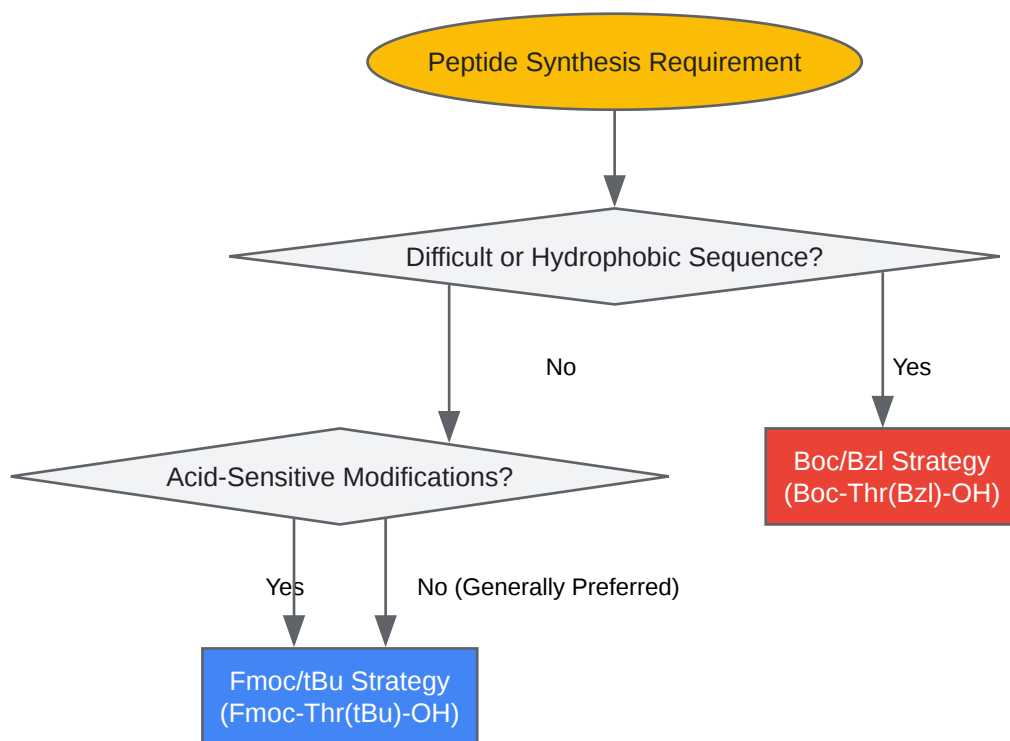 Peptide Synthesis Requirement
Difficult or Hydrophobic Sequence?
No
Yes
Boc/Bzl Strategy
(Boc-Thr(Bzl)-OH)
Acid-Sensitive Modifications?
Yes
No (Generally Preferred)
Fmoc/tBu Strategy
(Fmoc-Thr(tBu)-OH)